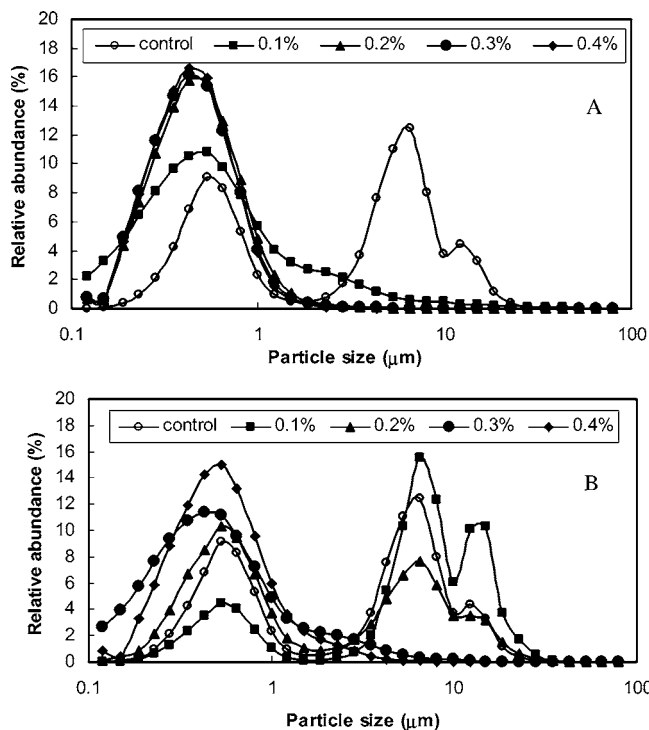 20
18
16
14
12
10
8
6
4
2
0
Relative abundance (%)
control 0.1% 0.2% 0.3% 0.4%
A
0.1 1 10 100
Particle size (μm)
20
18
16
14
12
10
8
6
4
2
0
Relative abundance (%)
control 0.1% 0.2% 0.3% 0.4%
B
0.1 1 10 100
Particle size (μm)